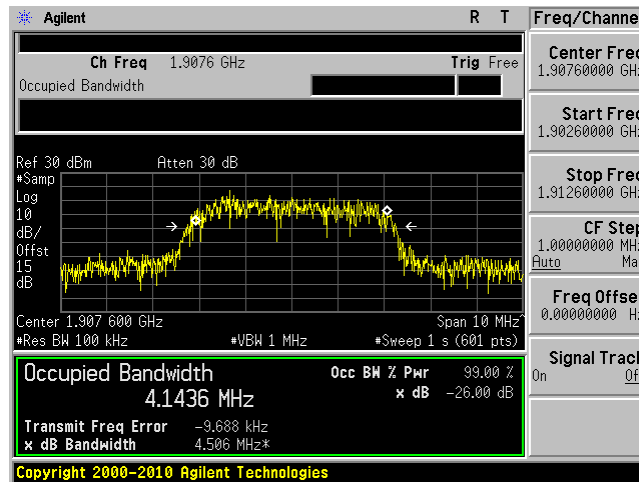 Agilent R T Freq/Channe
Ch Freq 1.9076 GHz Trig Free
Occupied Bandwidth
Center Freq
1.90760000 GH
Start Freq
1.90260000 GH
Stop Freq
1.91260000 GH
CF Step
1.00000000 MH
Auto Ma
Freq Offse
0.00000000 H
Signal Track
On Of
Ref 30 dBm Atten 30 dB
#Samp
Log
10
dB/
Offst
15
dB
Center 1.907 600 GHz Span 10 MHz^
#Res BW 100 kHz #VBW 1 MHz #Sweep 1 s (601 pts)
Occupied Bandwidth Occ BW % Pwr 99.00 %
4.1436 MHz x dB -26.00 dB
Transmit Freq Error -9.688 kHz
x dB Bandwidth 4.506 MHz*
Copyright 2000-2010 Agilent Technologies